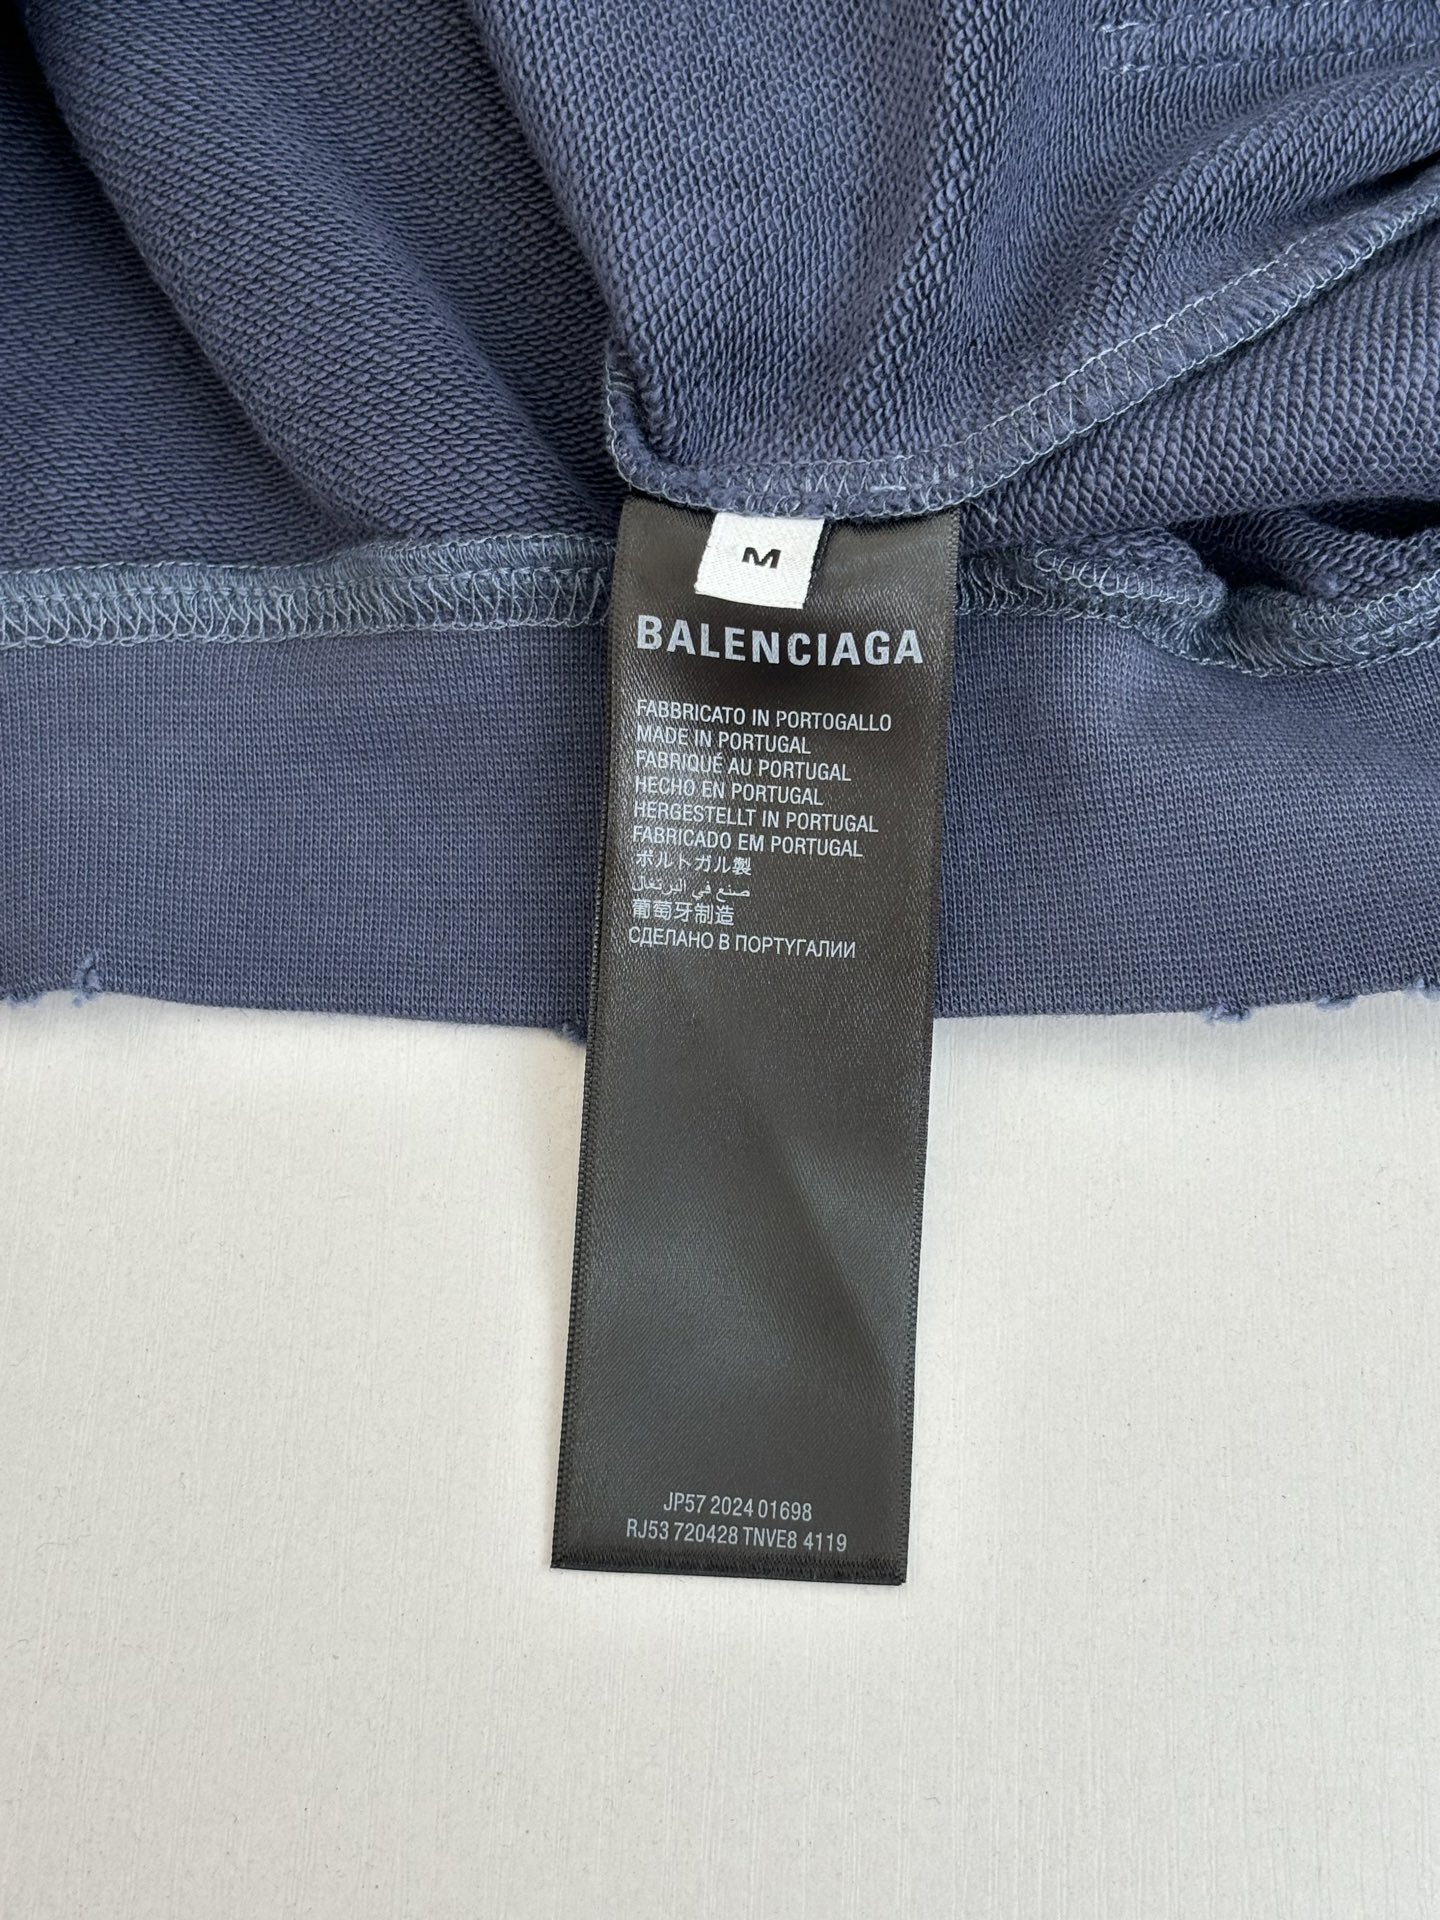 M
BALENCIAGA
FABBRICATO IN PORTOGALLO
MADE IN PORTUGAL
FABRIQUÉ AU PORTUGAL
HECHO EN PORTUGAL
HERGESTELLT IN PORTUGAL
FABRICADO EM PORTUGAL
ポルトガル製
صنع في البرتغال
葡萄牙制造
СДЕЛАНО В ПОРТУГАЛИИ
JP57 2024 01698
RJ53 720428 TNVE8 4119